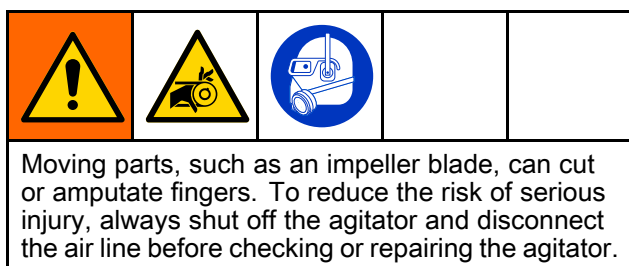 Moving parts, such as an impeller blade, can cut
or amputate fingers. To reduce the risk of serious
injury, always shut off the agitator and disconnect
the air line before checking or repairing the agitator.